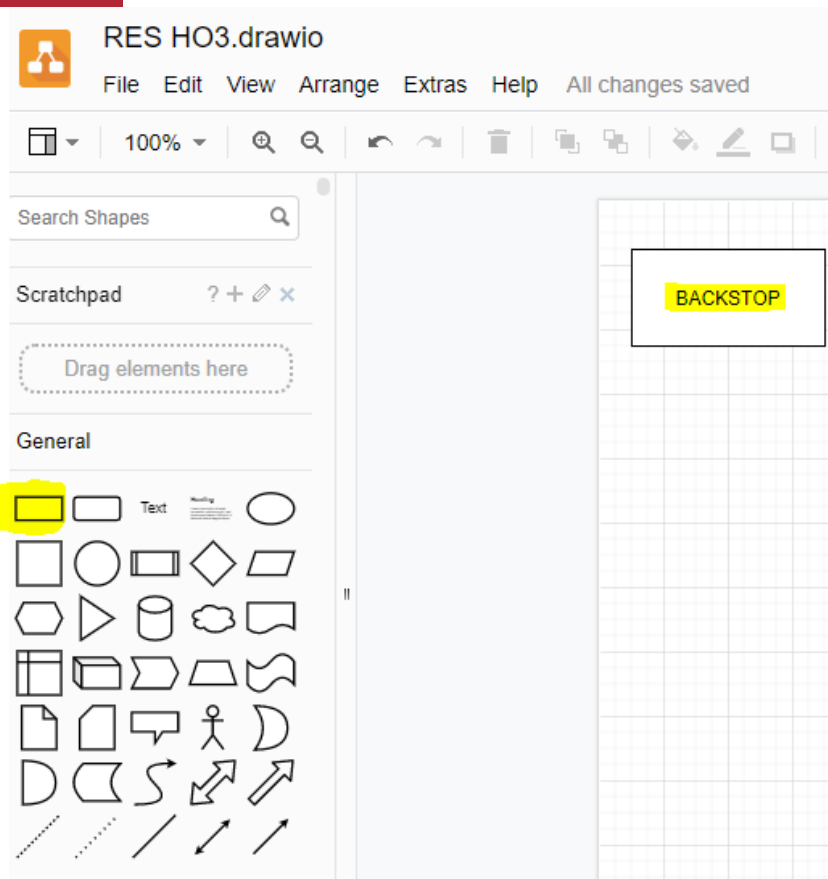 RES HO3.drawio
File Edit View Arrange Extras Help All changes saved
100%
Search Shapes
Scratchpad ?
Drag elements here
BACKSTOP
General
Text
Heading